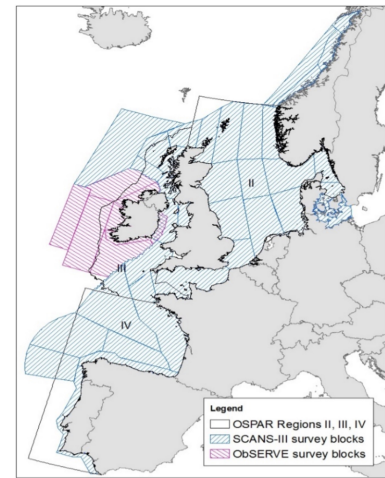 II
III
IV
Legend
OSPAR Regions II, III, IV
SCANS-III survey blocks
ObSERVE survey blocks